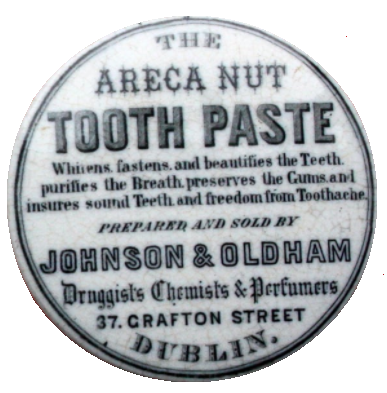 THE
ARECA NUT
TOOTH PASTE
Whitens, fastens, and beautifies the Teeth.
purifies the Breath, preserves the Gums, and
insures sound Teeth, and freedom from Toothache.
PREPARED AND SOLD BY
JOHNSON & OLDHAM
Druggists Chemists & Perfumers
37. GRAFTON STREET
DUBLIN.